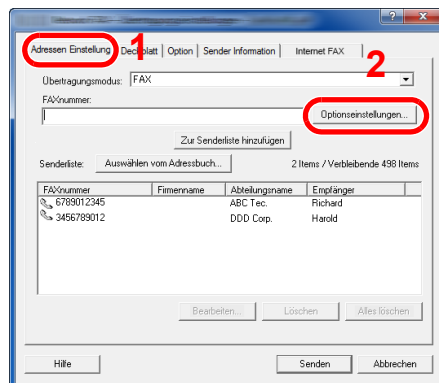 ?
Adressen Einstellung Deckblatt Option Sender Information Internet FAX
1
2
Übertragungsmodus: FAX
FAXnummer:
Optionseinstellungen...
Zur Senderliste hinzufügen
Senderliste: Auswählen vom Adressbuch... 2 Items / Verbleibende 498 Items
FAXnummer Firmenname Abteilungsname Empfänger
6789012345 ABC Tec. Richard
3456789012 DDD Corp. Harold
Bearbeiten... Löschen Alles löschen
Hilfe Senden Abbrechen